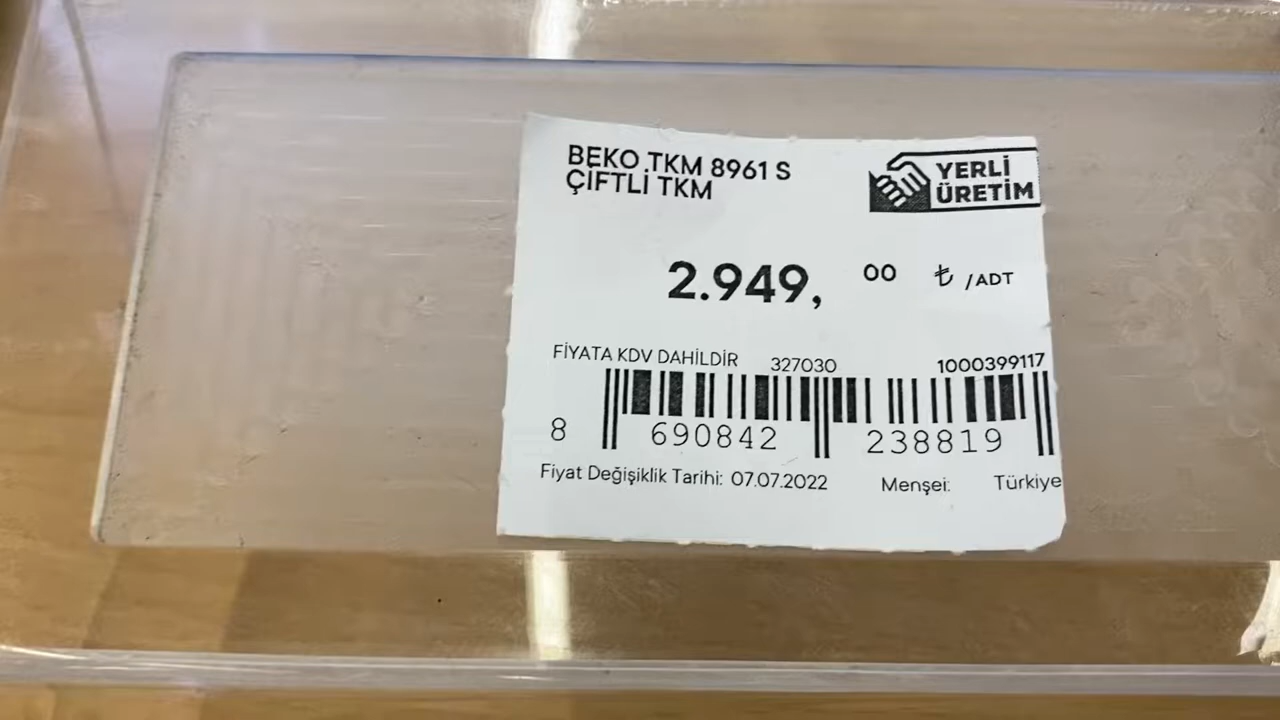 BEKO TKM 8961 S
ÇİFTLİ TKM
YERLİ
ÜRETİM
2.949,00 ₺ /ADT
FİYATA KDV DAHİLDİR 327030 1000399117
8 690842 238819
Fiyat Değişiklik Tarihi: 07.07.2022 Menşei: Türkiye